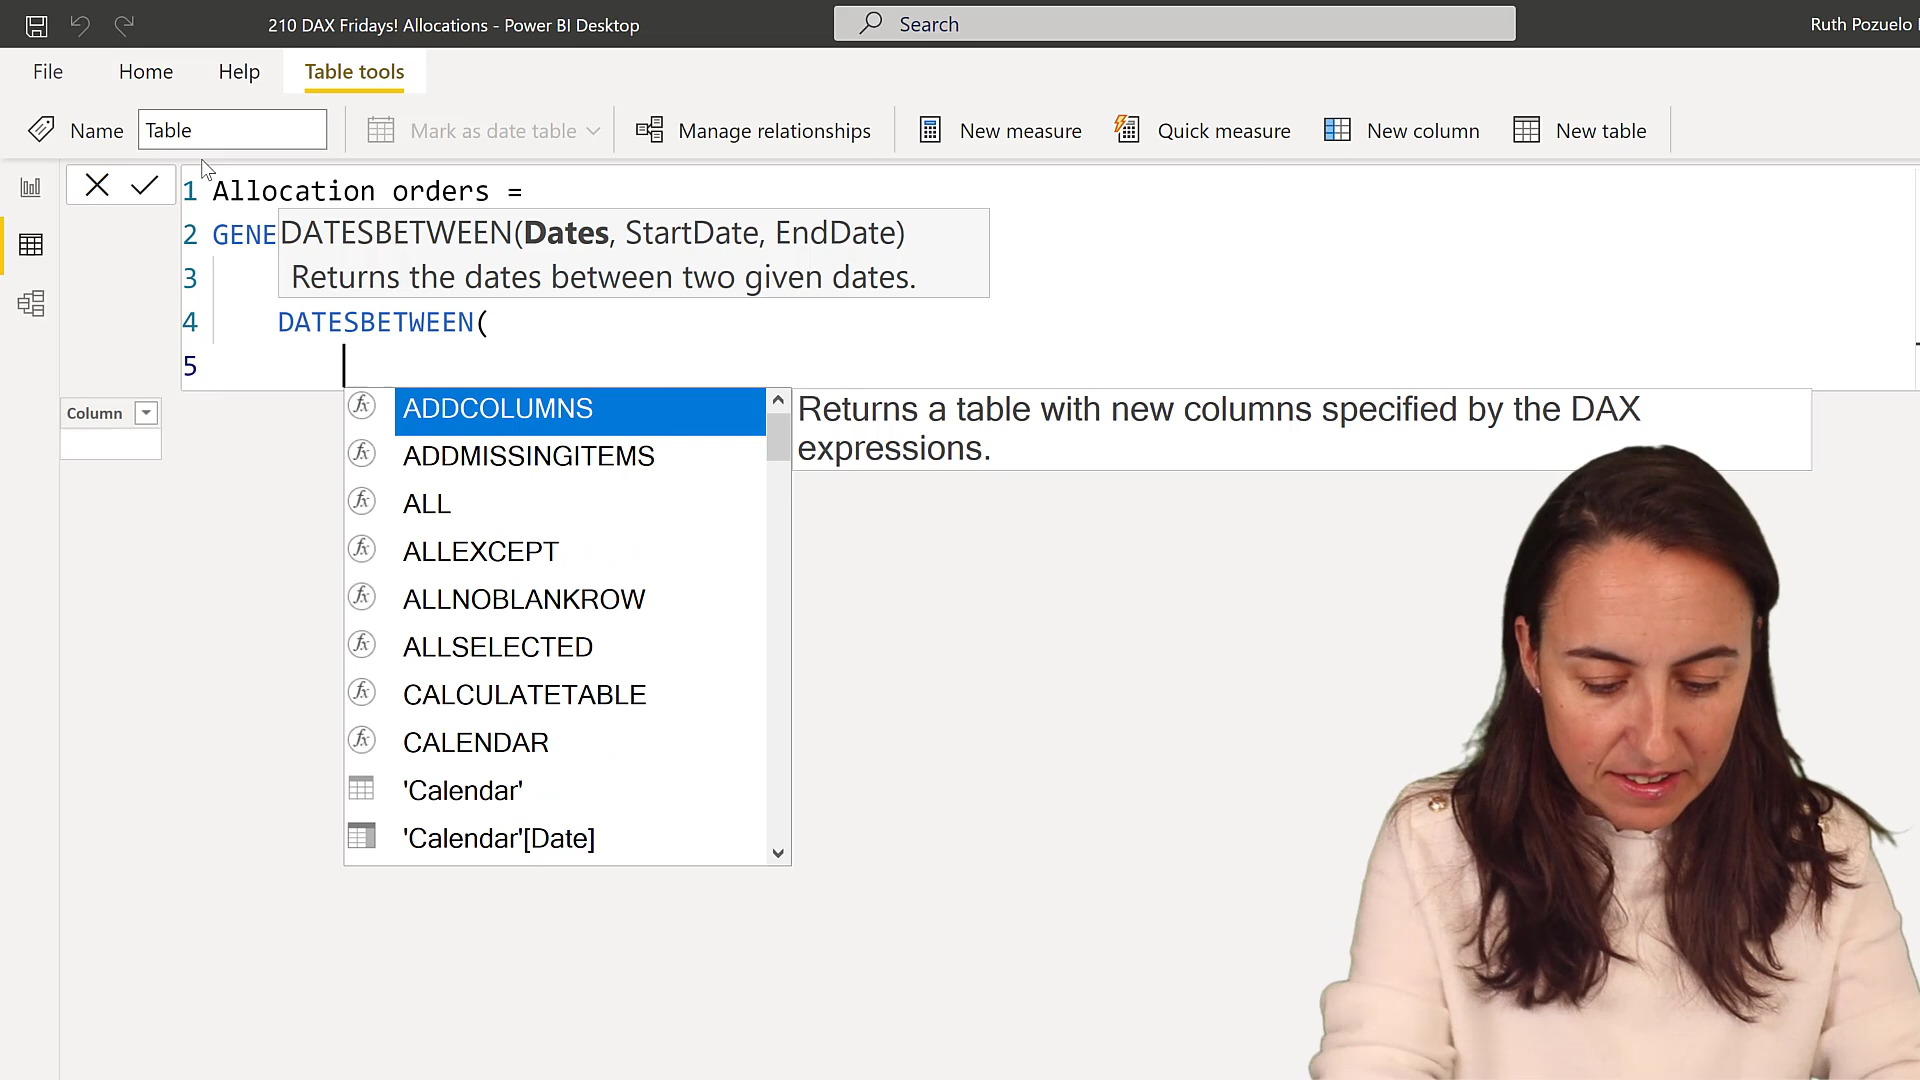 210 DAX Fridays! Allocations - Power BI Desktop
Search
Ruth Pozuelo
File
Home
Help
Table tools
Name
Table
Mark as date table
Manage relationships
New measure
Quick measure
New column
New table
1 Allocation orders =
2 GENE
DATESBETWEEN(Dates, StartDate, EndDate)
Returns the dates between two given dates.
3
4 DATESBETWEEN(
5
Column
ADDCOLUMNS
Returns a table with new columns specified by the DAX
expressions.
ADDMISSINGITEMS
ALL
ALLEXCEPT
ALLNOBLANKROW
ALLSELECTED
CALCULATETABLE
CALENDAR
'Calendar'
'Calendar'[Date]